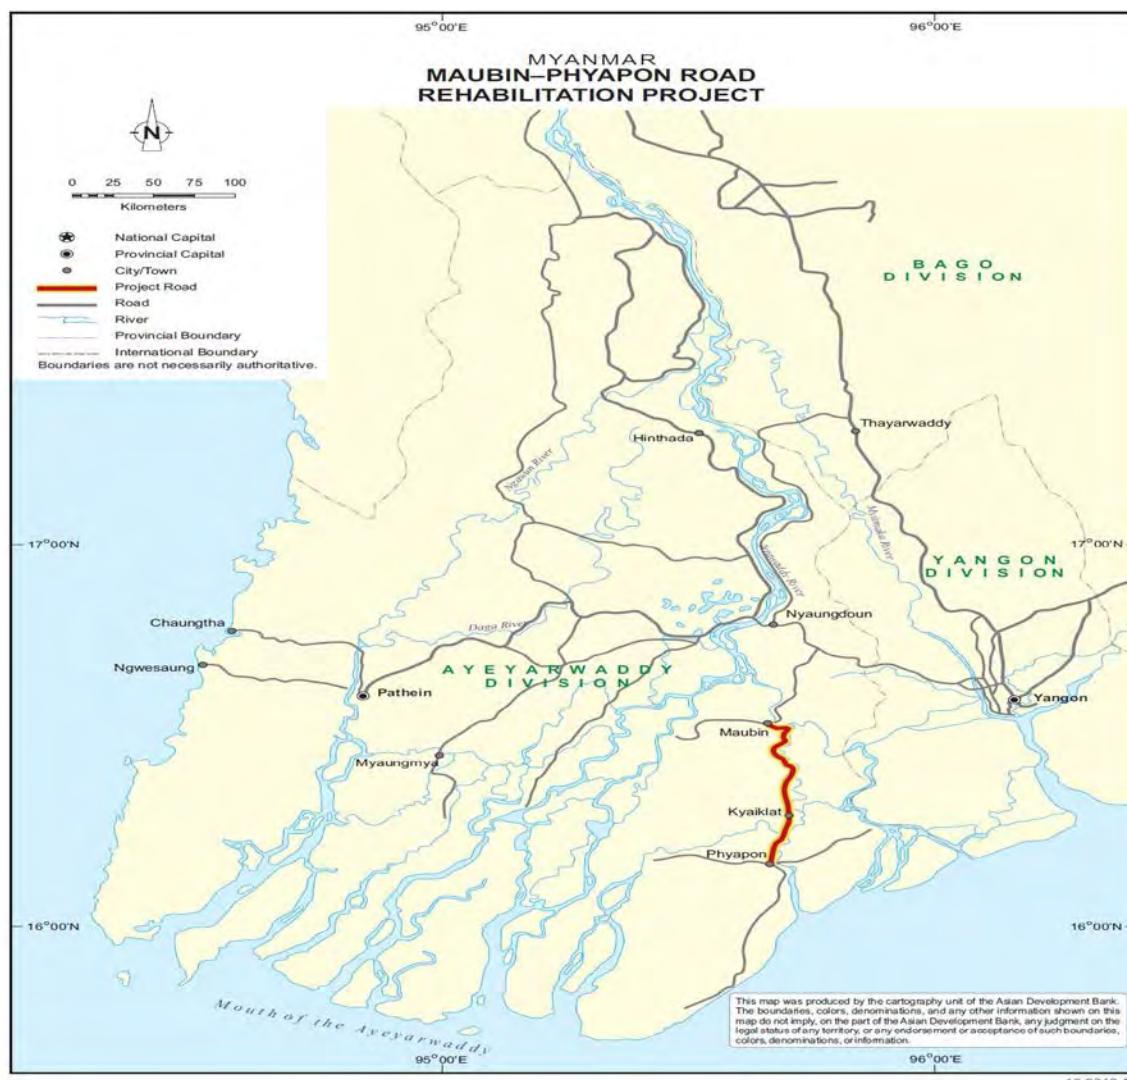 95°00'E
96°00'E
MYANMAR
MAUBIN–PHYAPON ROAD
REHABILITATION PROJECT
N
0 25 50 75 100
Kilometers
National Capital
Provincial Capital
City/Town
Project Road
Road
River
Provincial Boundary
International Boundary
Boundaries are not necessarily authoritative.
BAGO
DIVISION
Thayarwaddy
Hinthada
Ngawun River
Myitmaka River
17°00'N
17°00'N
YANGON
DIVISION
River
Nyaungdoun
Chaungtha
Daga River
Ngwesaung
AYEYARWADDY
DIVISION
Pathein
Yangon
Maubin
Myaungmya
Kyaiklat
Phyapon
16°00'N
16°00'N
Mouth of the Ayeyarwaddy
This map was produced by the cartography unit of the Asian Development Bank.
The boundaries, colors, denominations, and any other information shown on this
map do not imply, on the part of the Asian Development Bank, any judgment on the
legal status of any territory, or any endorsement or acceptance of such boundaries,
colors, denominations, or information.
95°00'E
96°00'E